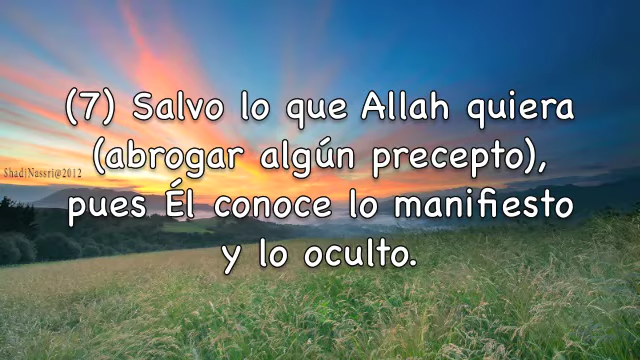 (7) Salvo lo que Allah quiera
(abrogar algún precepto),
ShadiNassri@2012
pues Él conoce lo manifiesto
y lo oculto.